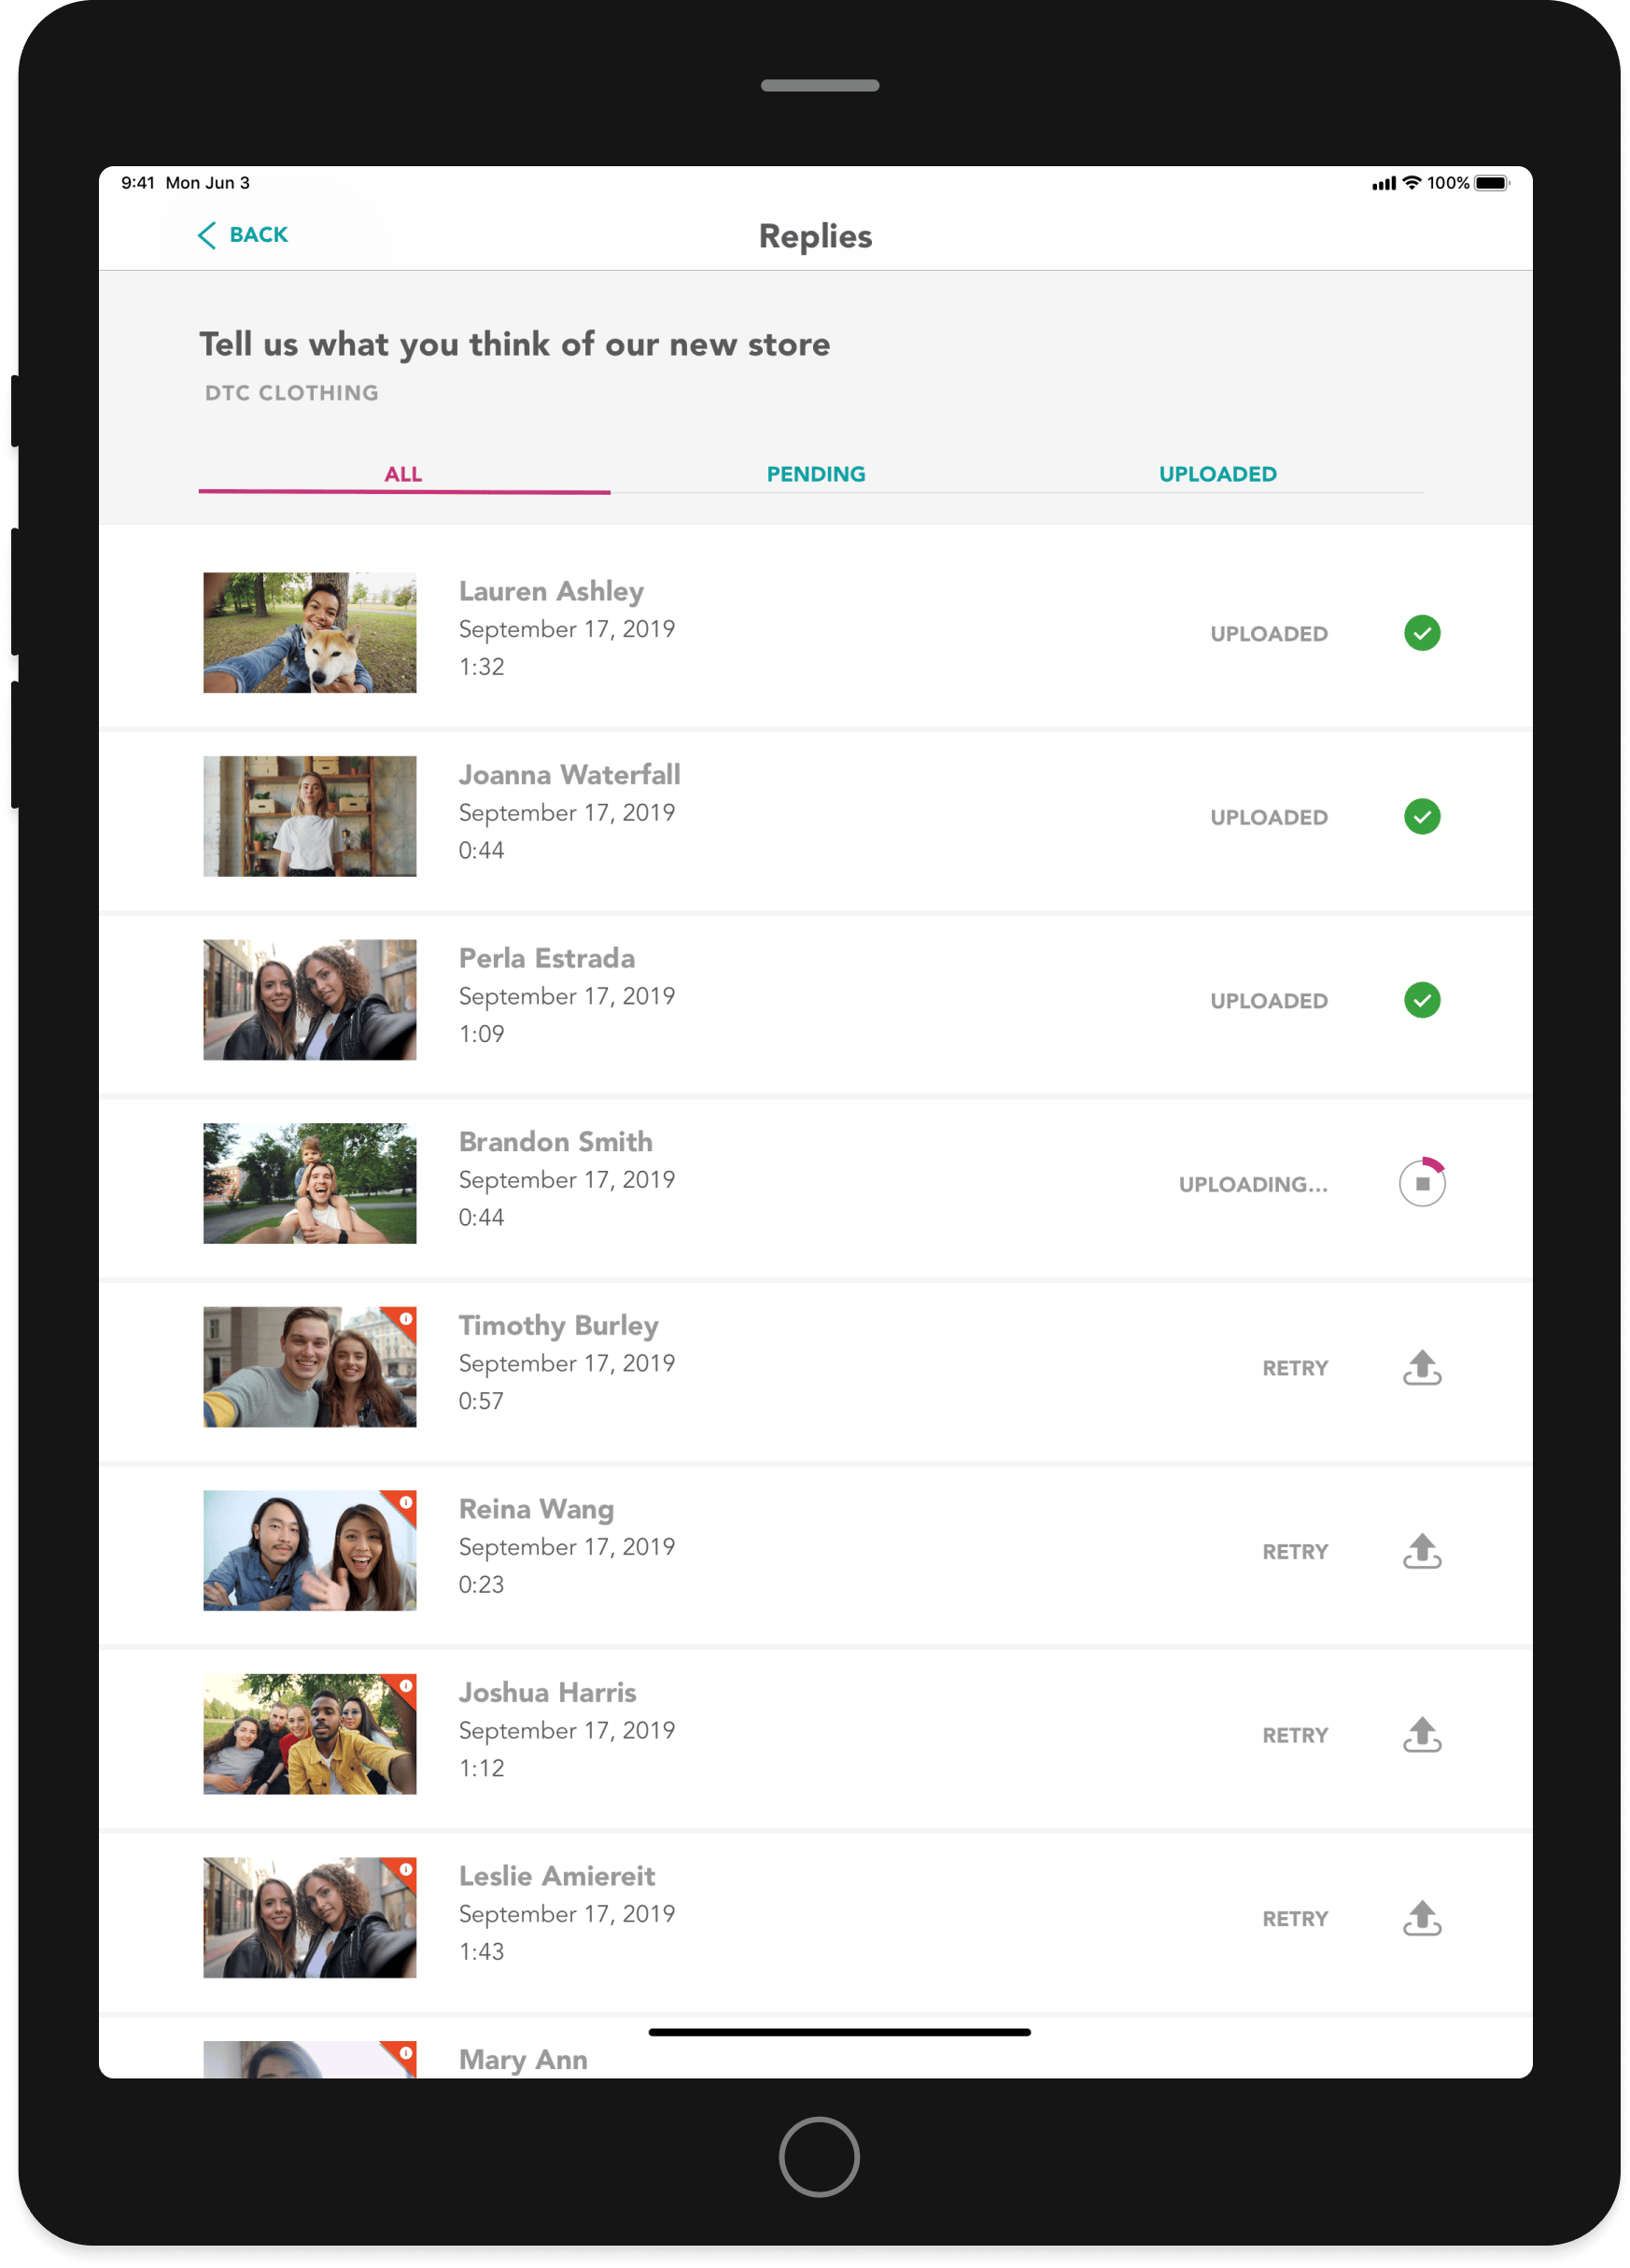 9:41 Mon Jun 3 100%
BACK Replies
Tell us what you think of our new store
DTC CLOTHING
ALL PENDING UPLOADED
Lauren Ashley
September 17, 2019
1:32
UPLOADED
Joanna Waterfall
September 17, 2019
0:44
UPLOADED
Perla Estrada
September 17, 2019
1:09
UPLOADED
Brandon Smith
September 17, 2019
0:44
UPLOADING...
Timothy Burley
September 17, 2019
0:57
RETRY
Reina Wang
September 17, 2019
0:23
RETRY
Joshua Harris
September 17, 2019
1:12
RETRY
Leslie Amiereit
September 17, 2019
1:43
RETRY
Mary Ann